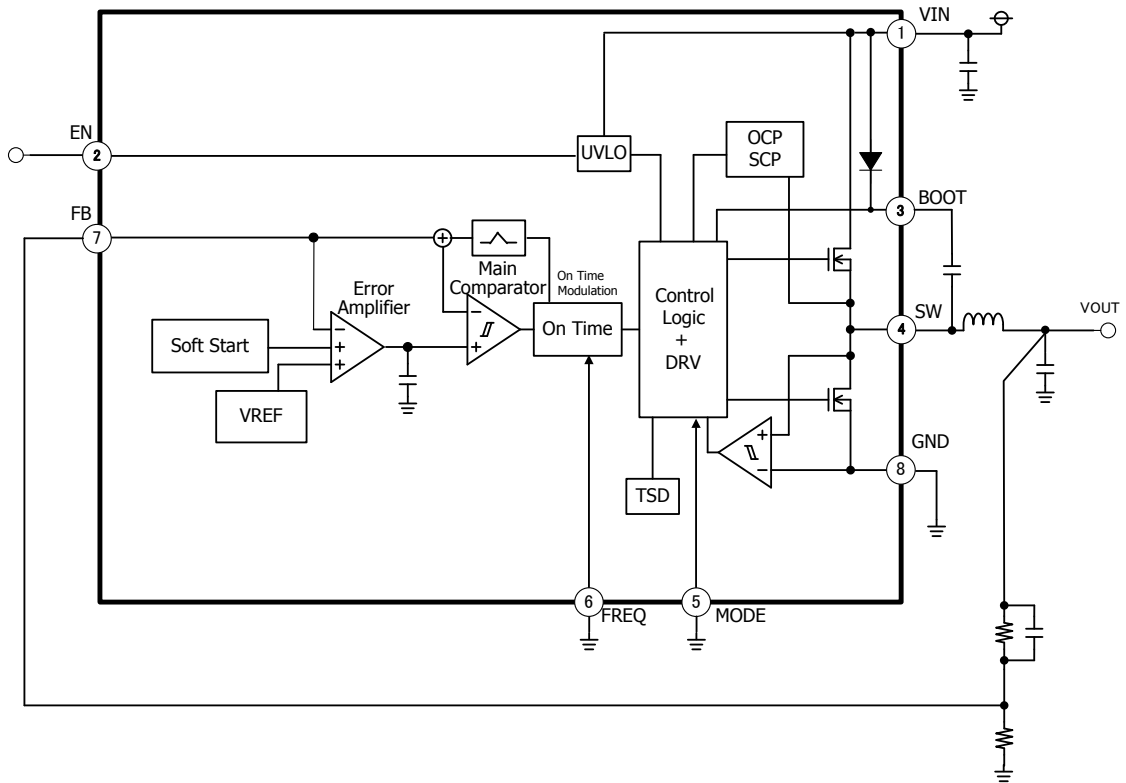 VIN
1
EN
2
UVLO
OCP
SCP
BOOT
3
FB
7
+
Main
Comparator
On Time
Modulation
Error
Amplifier
−
+
+
−
+
On Time
Control
Logic
+
DRV
SW
4
VOUT
Soft Start
VREF
+
−
GND
8
TSD
6
FREQ
5
MODE